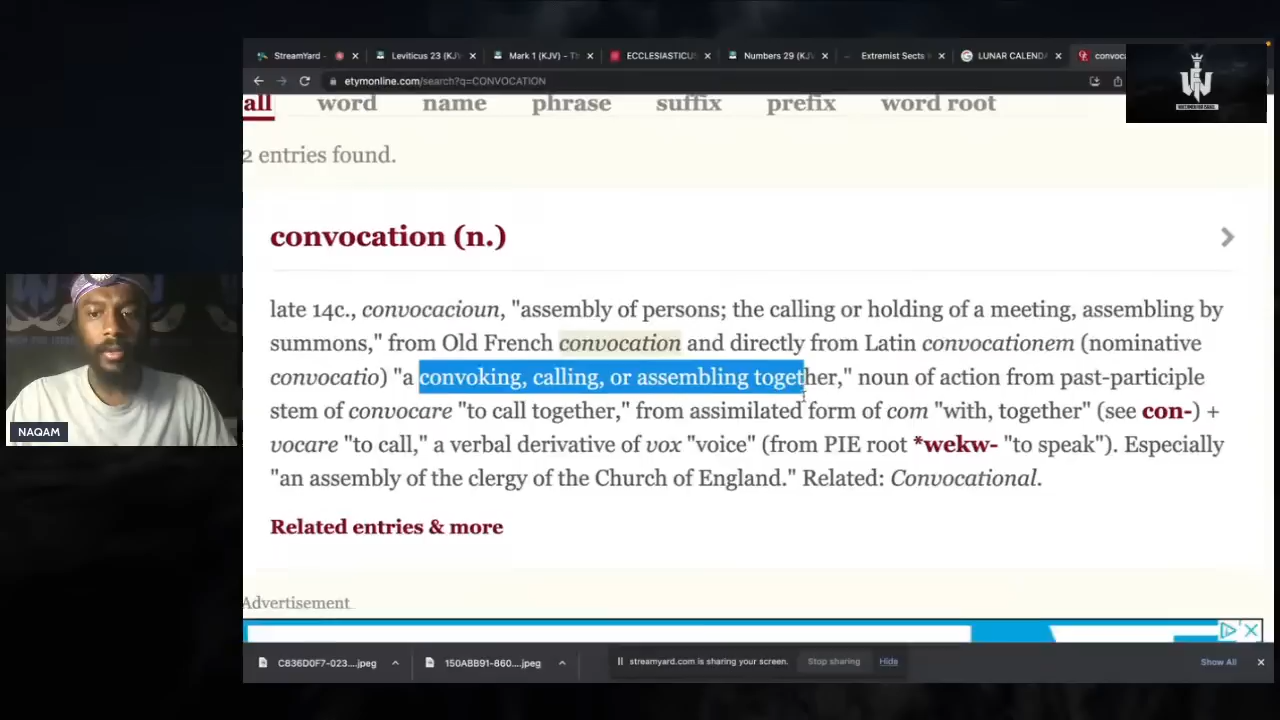 StreamYard -
Leviticus 23 (KJV
Mark 1 (KJV) - Th
ECCLESIASTICUS
Numbers 29 (KJV)
Extremist Sects
LUNAR CALENDA
convoc
etymonline.com/search?q=CONVOCATION
all word name phrase suffix prefix word root
2 entries found.
convocation (n.)
late 14c., convocacioun, "assembly of persons; the calling or holding of a meeting, assembling by
summons," from Old French convocation and directly from Latin convocationem (nominative
convocatio) "a convoking, calling, or assembling together," noun of action from past-participle
stem of convocare "to call together," from assimilated form of com "with, together" (see con-) +
vocare "to call," a verbal derivative of vox "voice" (from PIE root *wekw- "to speak"). Especially
"an assembly of the clergy of the Church of England." Related: Convocational.
Related entries & more
Advertisement
NAQAM
C836D0F7-023....jpeg
150ABB91-860....jpeg
streamyard.com is sharing your screen.
Stop sharing
Hide
Show All